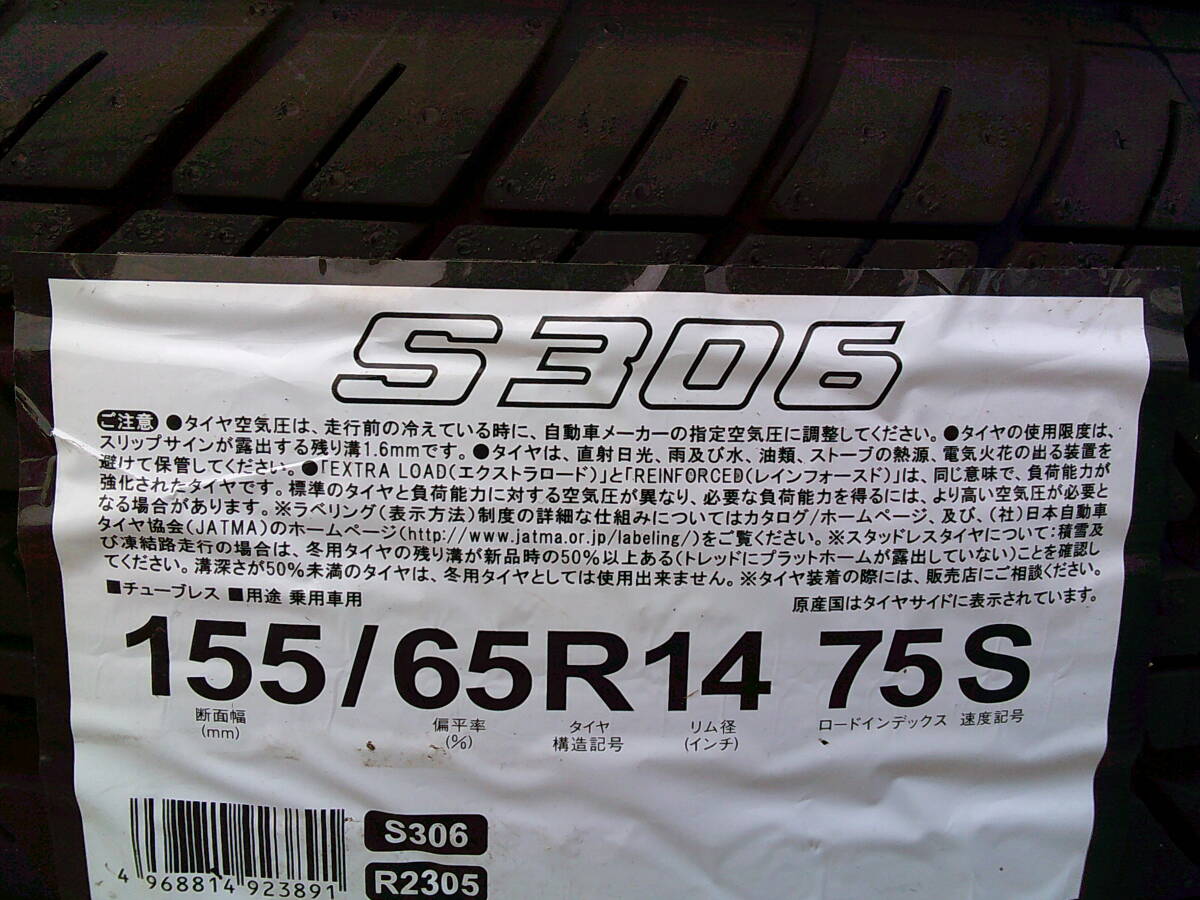 S306
ご注意 ●タイヤ空気圧は、走行前の冷えている時に、自動車メーカーの指定空気圧に調整してください。●タイヤの使用限度は、
スリップサインが露出する残り溝1.6mmです。●タイヤは、直射日光、雨及び水、油類、ストーブの熱源、電気火花の出る装置を
避けて保管してください。●「EXTRA LOAD(エクストラロード)」と「REINFORCED(レインフォースド)」は、同じ意味で、負荷能力が
強化されたタイヤです。標準のタイヤと負荷能力に対する空気圧が異なり、必要な負荷能力を得るには、より高い空気圧が必要と
なる場合があります。※ラベリング(表示方法)制度の詳細な仕組みについてはカタログ/ホームページ、及び、(社)日本自動車
タイヤ協会(JATMA)のホームページ(http://www.jatma.or.jp/labeling/)をご覧ください。※スタッドレスタイヤについて:積雪及
び凍結路走行の場合は、冬用タイヤの残り溝が新品時の50%以上ある(トレッドにプラットホームが露出していない)ことを確認し
てください。溝深さが50%未満のタイヤは、冬用タイヤとしては使用出来ません。※タイヤ装着の際には、販売店にご相談ください。
■チューブレス ■用途 乗用車用 原産国はタイヤサイドに表示されています。
155/65R14 75S
断面幅 偏平率 タイヤ リム径 ロードインデックス 速度記号
(mm) (%) 構造記号 (インチ)
S306
4 968814 923891 R2305